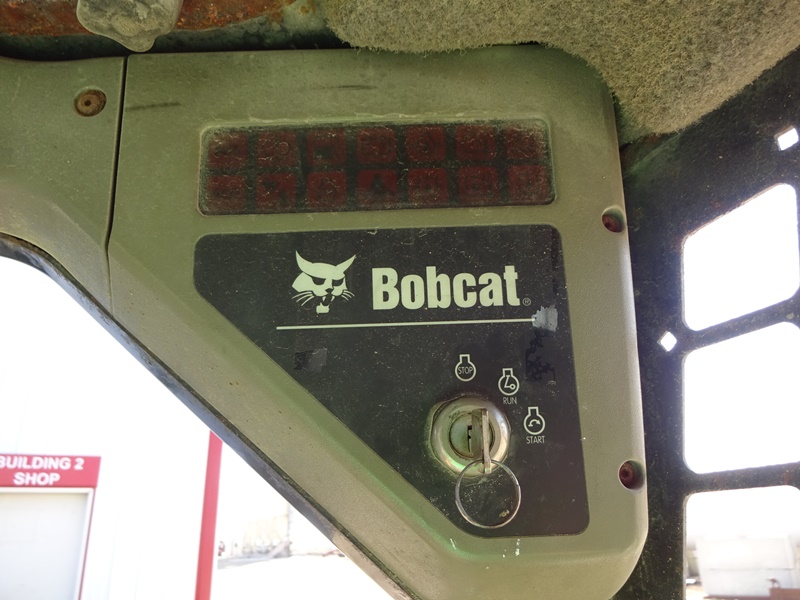 Bobcat®
STOP
RUN
START
BUILDING 2
SHOP